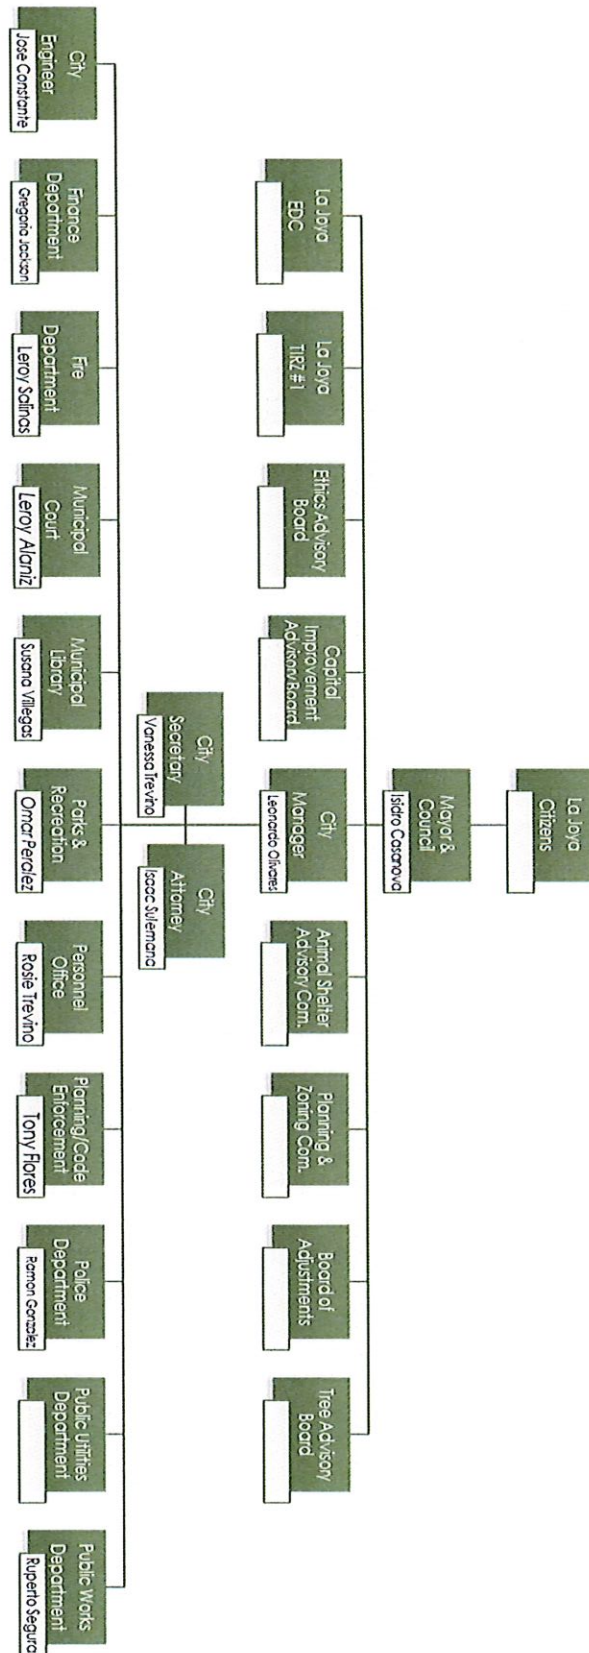 La Joya
Citizens
Mayor &
Council
Isidro Casanova
La Joya
EDC
La Joya
TIRZ #1
Ethics Advisory
Board
Capital
Improvement
Advisory Board
City
Manager
Leonardo Olivares
Animal Shelter
Advisory Com.
Planning &
Zoning Com.
Board of
Adjustments
Tree Advisory
Board
City
Secretary
Vanessa Trevino
City
Attorney
Isaac Sulemana
City
Engineer
Jose Constante
Finance
Department
Gregoria Jackson
Fire
Department
Leroy Salinas
Municipal
Court
Leroy Alaniz
Municipal
Library
Susana Villegas
Parks &
Recreation
Omar Peralez
Personnel
Office
Rosie Trevino
Planning/Code
Enforcement
Tony Flores
Police
Department
Ramon Gonzalez
Public Utilities
Department
Public Works
Department
Ruperto Segura